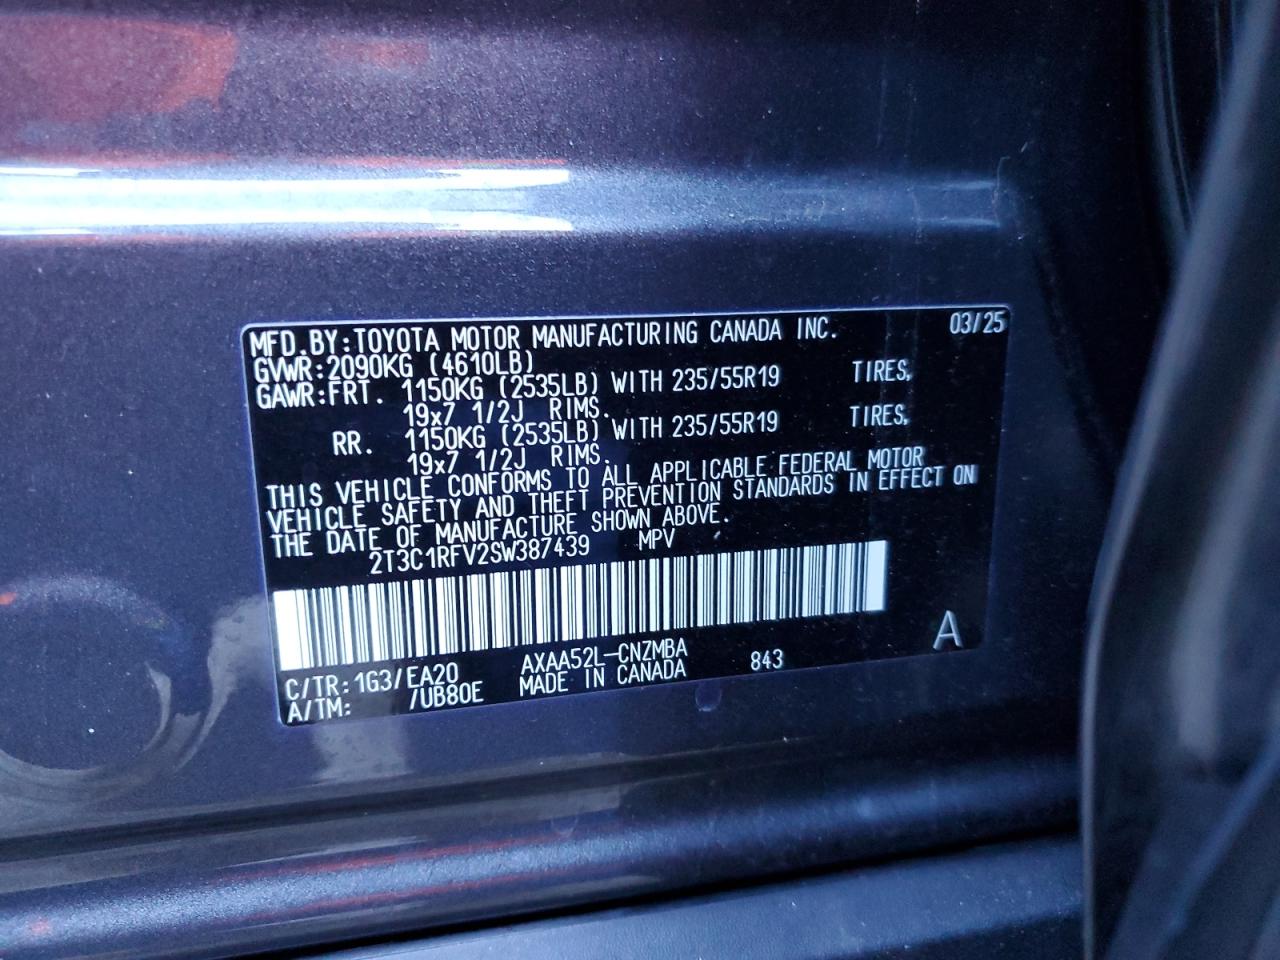 MFD.BY:TOYOTA MOTOR MANUFACTURING CANADA INC. 03/25
GVWR:2090KG (4610LB)
GAWR:FRT. 1150KG (2535LB) WITH 235/55R19 TIRES,
19x7 1/2J RIMS.
RR. 1150KG (2535LB) WITH 235/55R19 TIRES,
19x7 1/2J RIMS.
THIS VEHICLE CONFORMS TO ALL APPLICABLE FEDERAL MOTOR
VEHICLE SAFETY AND THEFT PREVENTION STANDARDS IN EFFECT ON
THE DATE OF MANUFACTURE SHOWN ABOVE.
2T3C1RFV2SW387439 MPV
A
C/TR:1G3/EA20 AXAA52L-CNZMBA 843
A/TM: /UB80E MADE IN CANADA